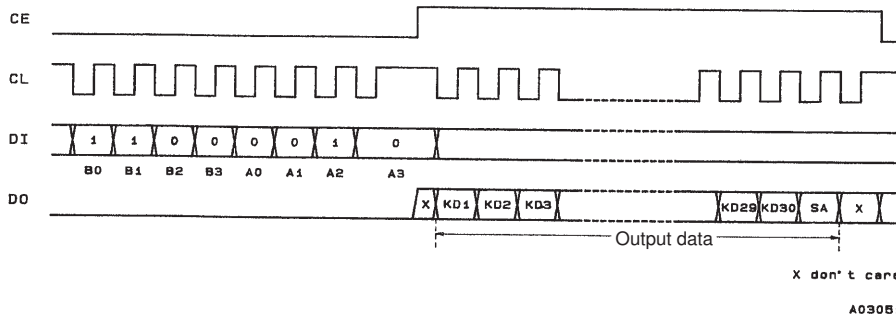 CE
CL
DI 1 1 0 0 0 0 1 0
B0 B1 B2 B3 A0 A1 A2 A3
DO X KD1 KD2 KD3 KD29 KD30 SA X
Output data
X don't care
A0305